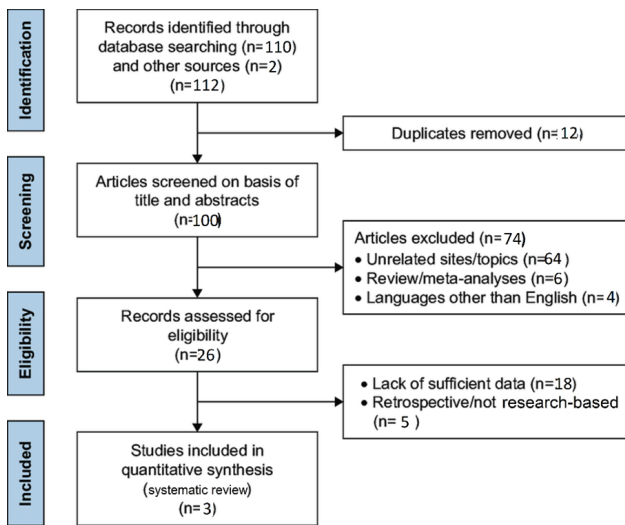 Identification
Records identified through
database searching (n=110)
and other sources (n=2)
(n=112)
Duplicates removed (n=12)
Screening
Articles screened on basis of
title and abstracts
(n=100)
Articles excluded (n=74)
• Unrelated sites/topics (n=64)
• Review/meta-analyses (n=6)
• Languages other than English (n=4)
Eligibility
Records assessed for
eligibility
(n=26)
• Lack of sufficient data (n=18)
• Retrospective/not research-based
(n= 5 )
Included
Studies included in
quantitative synthesis
(systematic review)
(n=3)